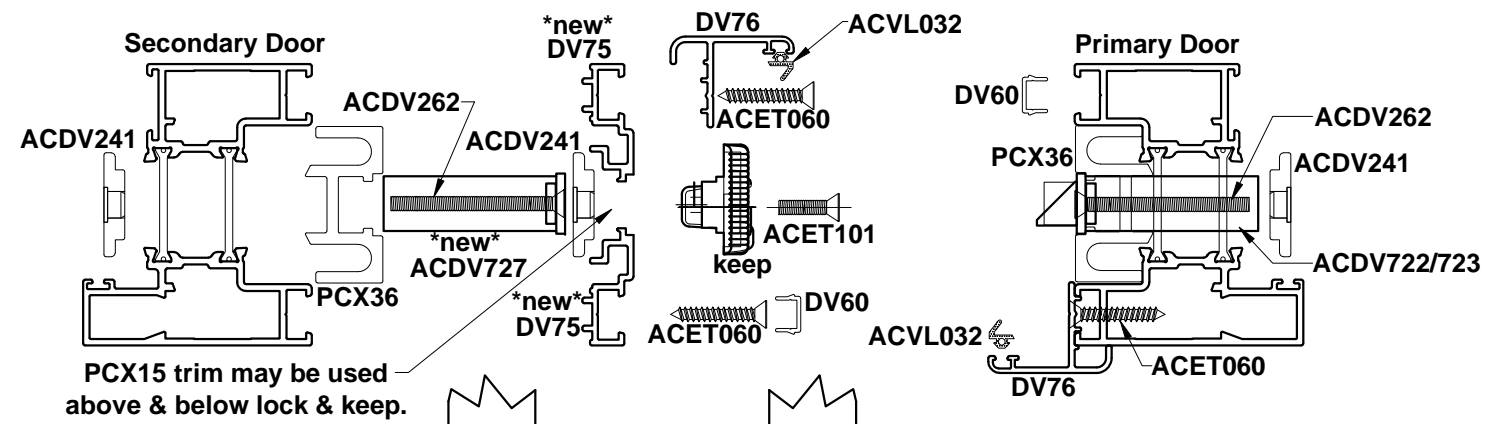 Secondary Door
ACDV241
ACDV262
ACDV241
*new*
ACDV727
PCX36
*new*
DV75
*new*
DV75
PCX15 trim may be used
above & below lock & keep.
DV76
ACVL032
ACET060
ACET101
keep
ACET060
DV60
Primary Door
DV60
PCX36
ACDV262
ACDV241
ACDV722/723
ACVL032
ACET060
DV76